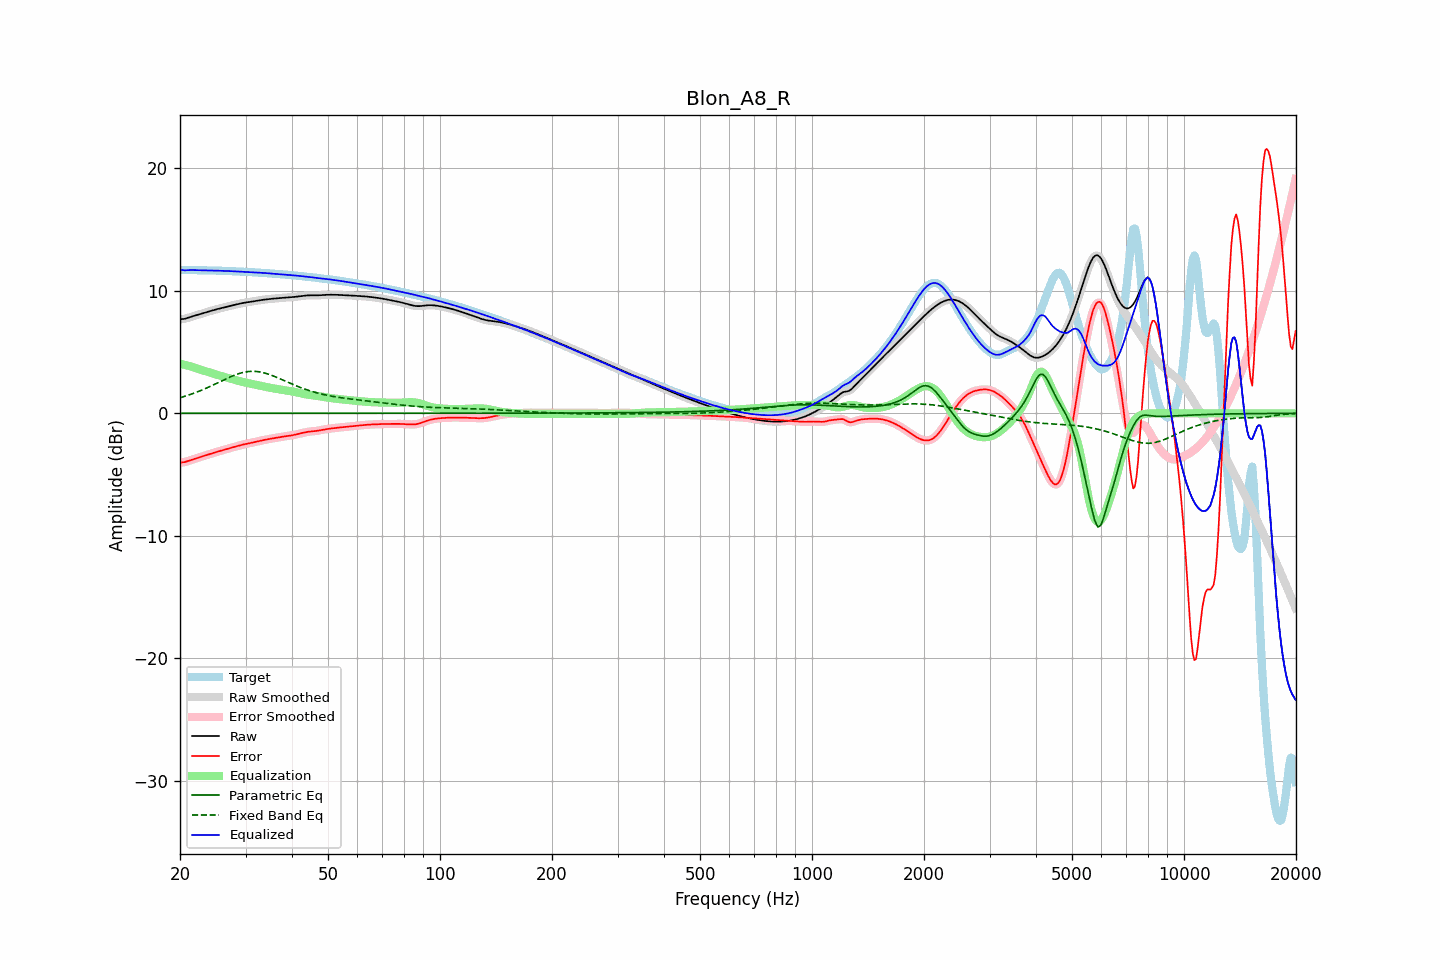 Blon_A8_R
Amplitude (dBr)
20
10
0
−10
−20
−30
Target
Raw Smoothed
Error Smoothed
Raw
Error
Equalization
Parametric Eq
Fixed Band Eq
Equalized
20 50 100 200 500 1000 2000 5000 10000 20000
Frequency (Hz)